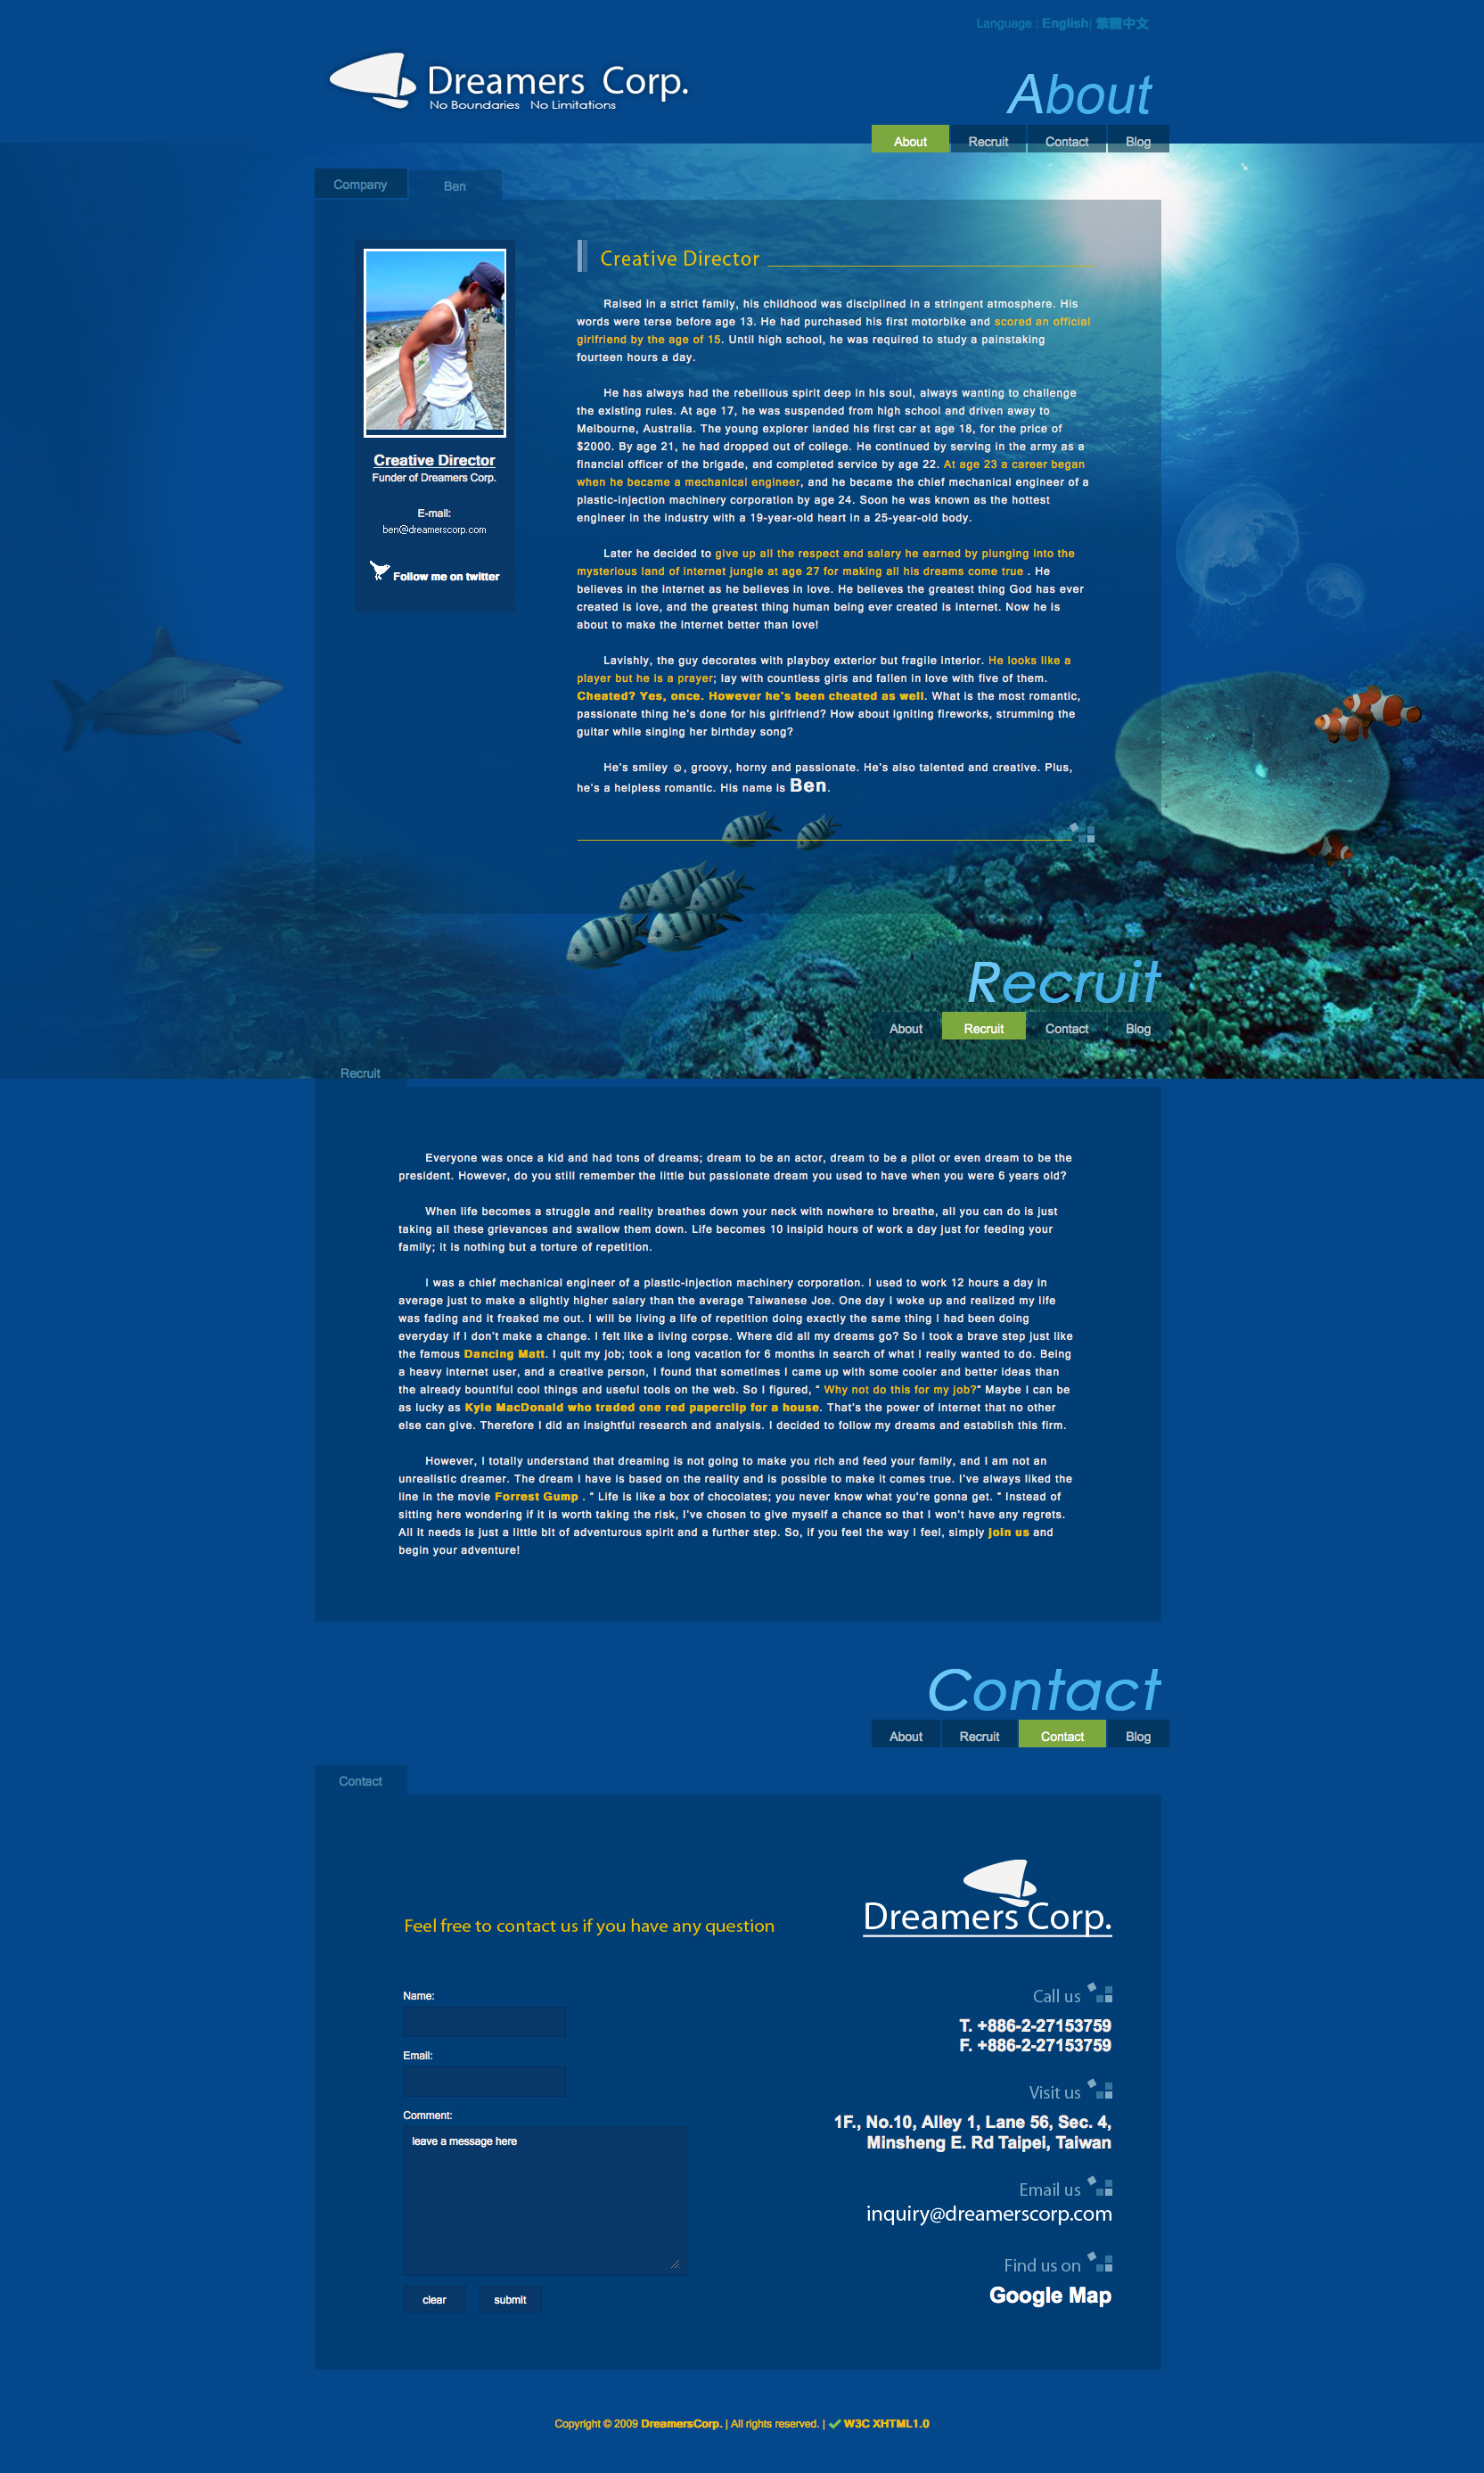 Language : English| 繁體中文
Dreamers Corp.
No Boundaries No Limitations
About
About Recruit Contact Blog
Company Ben
Creative Director
Funder of Dreamers Corp.
E-mail:
ben@dreamerscorp.com
Follow me on twitter
Creative Director
Raised in a strict family, his childhood was disciplined in a stringent atmosphere. His
words were terse before age 13. He had purchased his first motorbike and scored an official
girlfriend by the age of 15. Until high school, he was required to study a painstaking
fourteen hours a day.
He has always had the rebellious spirit deep in his soul, always wanting to challenge
the existing rules. At age 17, he was suspended from high school and driven away to
Melbourne, Australia. The young explorer landed his first car at age 18, for the price of
$2000. By age 21, he had dropped out of college. He continued by serving in the army as a
financial officer of the brigade, and completed service by age 22. At age 23 a career began
when he became a mechanical engineer, and he became the chief mechanical engineer of a
plastic-injection machinery corporation by age 24. Soon he was known as the hottest
engineer in the industry with a 19-year-old heart in a 25-year-old body.
Later he decided to give up all the respect and salary he earned by plunging into the
mysterious land of internet jungle at age 27 for making all his dreams come true . He
believes in the internet as he believes in love. He believes the greatest thing God has ever
created is love, and the greatest thing human being ever created is internet. Now he is
about to make the internet better than love!
Lavishly, the guy decorates with playboy exterior but fragile interior. He looks like a
player but he is a prayer; lay with countless girls and fallen in love with five of them.
Cheated? Yes, once. However he's been cheated as well. What is the most romantic,
passionate thing he's done for his girlfriend? How about igniting fireworks, strumming the
guitar while singing her birthday song?
He's smiley ☺, groovy, horny and passionate. He's also talented and creative. Plus,
he's a helpless romantic. His name is Ben.
Recruit
About Recruit Contact Blog
Recruit
Everyone was once a kid and had tons of dreams; dream to be an actor, dream to be a pilot or even dream to be the
president. However, do you still remember the little but passionate dream you used to have when you were 6 years old?
When life becomes a struggle and reality breathes down your neck with nowhere to breathe, all you can do is just
taking all these grievances and swallow them down. Life becomes 10 insipid hours of work a day just for feeding your
family; it is nothing but a torture of repetition.
I was a chief mechanical engineer of a plastic-injection machinery corporation. I used to work 12 hours a day in
average just to make a slightly higher salary than the average Taiwanese Joe. One day I woke up and realized my life
was fading and it freaked me out. I will be living a life of repetition doing exactly the same thing I had been doing
everyday if I don't make a change. I felt like a living corpse. Where did all my dreams go? So I took a brave step just like
the famous Dancing Matt. I quit my job; took a long vacation for 6 months in search of what I really wanted to do. Being
a heavy internet user, and a creative person, I found that sometimes I came up with some cooler and better ideas than
the already bountiful cool things and useful tools on the web. So I figured, " Why not do this for my job?" Maybe I can be
as lucky as Kyle MacDonald who traded one red paperclip for a house. That's the power of internet that no other
else can give. Therefore I did an insightful research and analysis. I decided to follow my dreams and establish this firm.
However, I totally understand that dreaming is not going to make you rich and feed your family, and I am not an
unrealistic dreamer. The dream I have is based on the reality and is possible to make it comes true. I've always liked the
line in the movie Forrest Gump . " Life is like a box of chocolates; you never know what you're gonna get. " Instead of
sitting here wondering if it is worth taking the risk, I've chosen to give myself a chance so that I won't have any regrets.
All it needs is just a little bit of adventurous spirit and a further step. So, if you feel the way I feel, simply join us and
begin your adventure!
Contact
About Recruit Contact Blog
Contact
Feel free to contact us if you have any question
Name:
Email:
Comment:
leave a message here
clear submit
Dreamers Corp.
Call us
T. +886-2-27153759
F. +886-2-27153759
Visit us
1F., No.10, Alley 1, Lane 56, Sec. 4,
Minsheng E. Rd Taipei, Taiwan
Email us
inquiry@dreamerscorp.com
Find us on
Google Map
Copyright © 2009 DreamersCorp. | All rights reserved. | W3C XHTML1.0